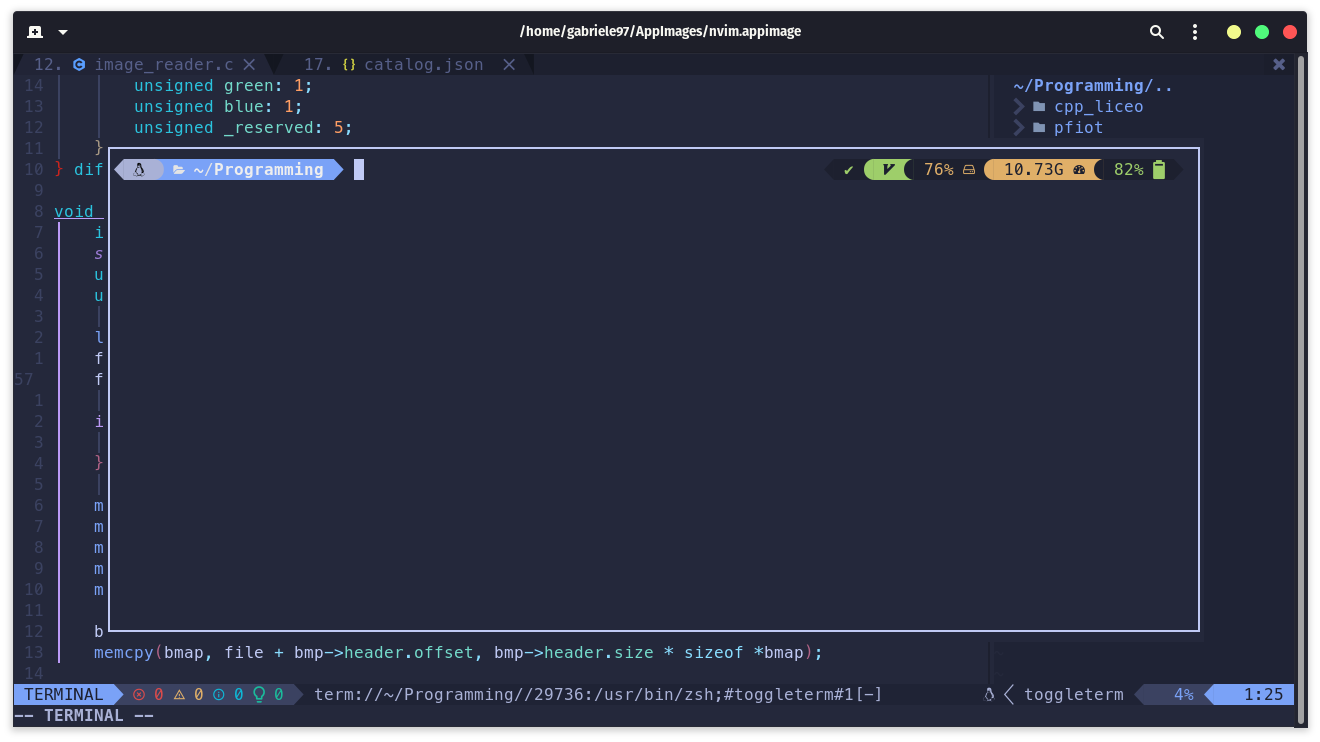 /home/gabriele97/AppImages/nvim.appimage
12. image_reader.c 17. {} catalog.json
14 unsigned green: 1; ~/Programming/..
13 unsigned blue: 1; cpp_liceo
12 unsigned _reserved: 5; pfiot
11 }
10 } dif ~/Programming ✔ 76% 10.73G 82%
9
8 void _
7 i
6 s
5 u
4 u
3
2 l
1 f
57 f
1
2 i
3
4 }
5
6 m
7 m
8 m
9 m
10 m
11
12 b
13 memcpy(bmap, file + bmp->header.offset, bmp->header.size * sizeof *bmap);
14
TERMINAL 0 0 0 0 term://~/Programming//29736:/usr/bin/zsh;#toggleterm#1[-] toggleterm 4% 1:25
-- TERMINAL --